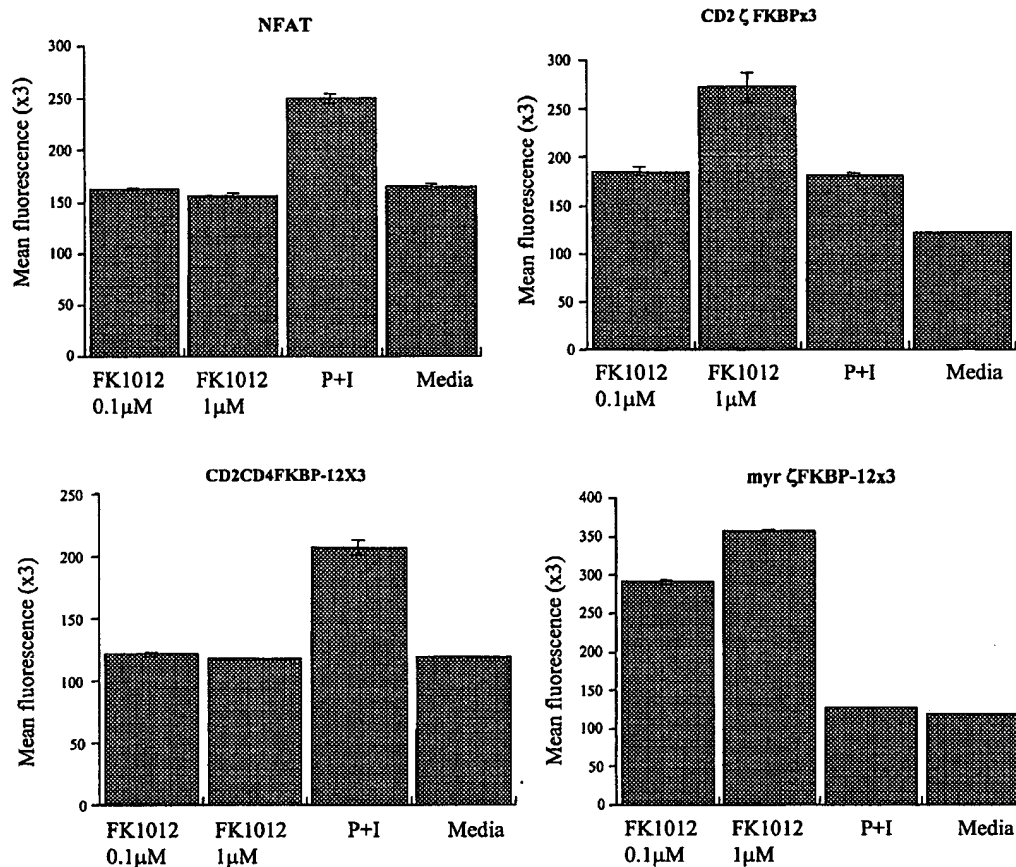 NFAT
Mean fluorescence (x3)
300
250
200
150
100
50
0
FK1012
0.1μM
FK1012
1μM
P+I
Media
CD2 ζ FKBPx3
Mean fluorescence (x3)
300
250
200
150
100
50
0
FK1012
0.1μM
FK1012
1μM
P+I
Media
CD2CD4FKBP-12X3
Mean fluorescence (x3)
250
200
150
100
50
0
FK1012
0.1μM
FK1012
1μM
P+I
Media
myr ζFKBP-12x3
Mean fluorescence (x3)
400
350
300
250
200
150
100
50
0
FK1012
0.1μM
FK1012
1μM
P+I
Media